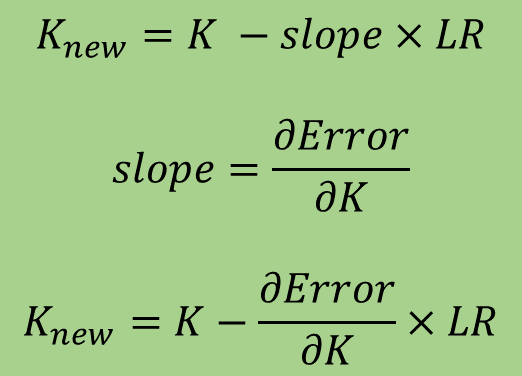 K_new = K − slope × LR
slope = ∂Error/∂K
K_new = K − ∂Error/∂K × LR